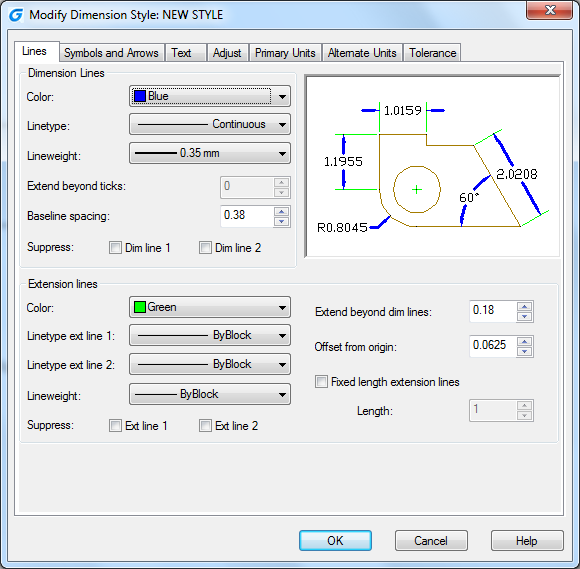 Modify Dimension Style: NEW STYLE
Lines Symbols and Arrows Text Adjust Primary Units Alternate Units Tolerance
Dimension Lines
Color: Blue
Linetype: Continuous
Lineweight: 0.35 mm
Extend beyond ticks: 0
Baseline spacing: 0.38
Suppress: Dim line 1 Dim line 2
1.0159
1.1955
2.0208
60°
R0.8045
Extension lines
Color: Green
Linetype ext line 1: ByBlock
Linetype ext line 2: ByBlock
Lineweight: ByBlock
Suppress: Ext line 1 Ext line 2
Extend beyond dim lines: 0.18
Offset from origin: 0.0625
Fixed length extension lines
Length: 1
OK Cancel Help